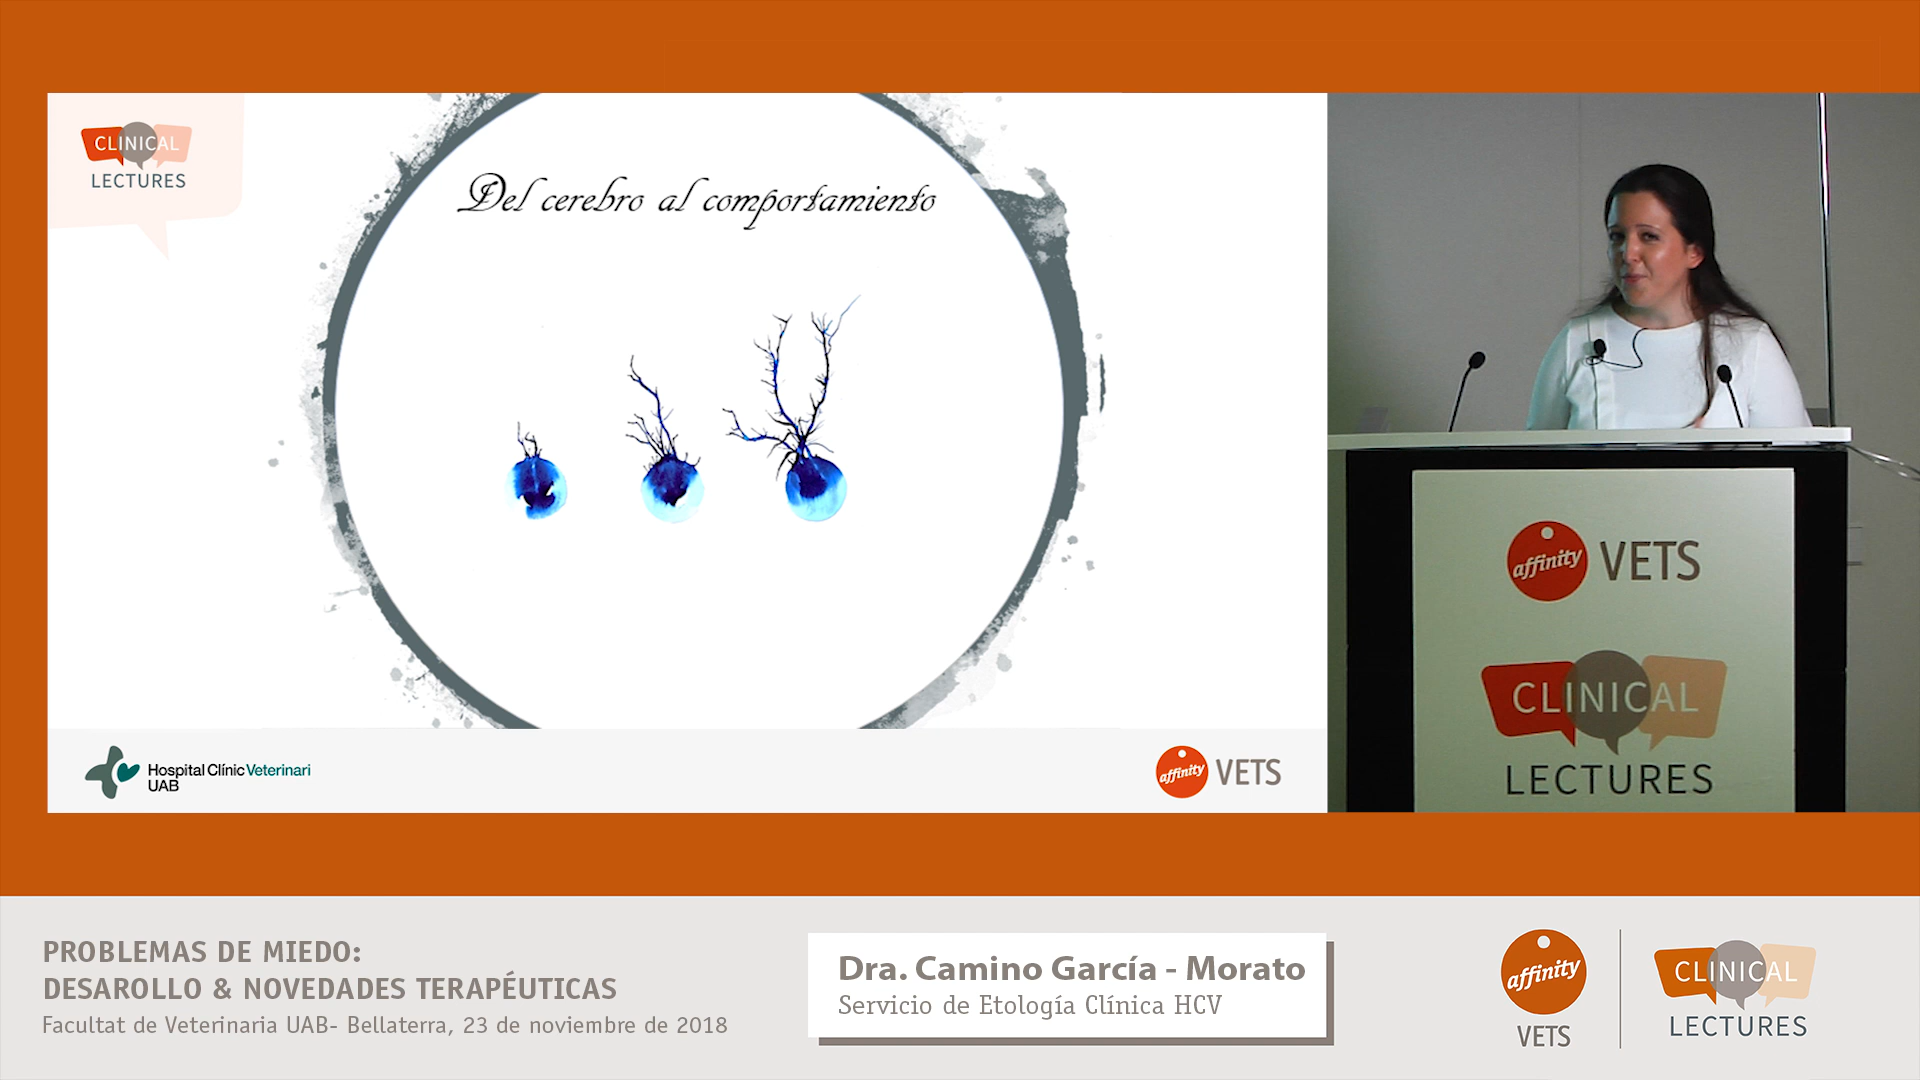 CLINICAL
LECTURES
Del cerebro al comportamiento
Hospital Clínic Veterinari
UAB
affinity VETS
affinity VETS
CLINICAL
LECTURES
PROBLEMAS DE MIEDO:
DESAROLLO & NOVEDADES TERAPÉUTICAS
Facultat de Veterinaria UAB- Bellaterra, 23 de noviembre de 2018
Dra. Camino García - Morato
Servicio de Etología Clínica HCV
affinity
VETS
CLINICAL
LECTURES